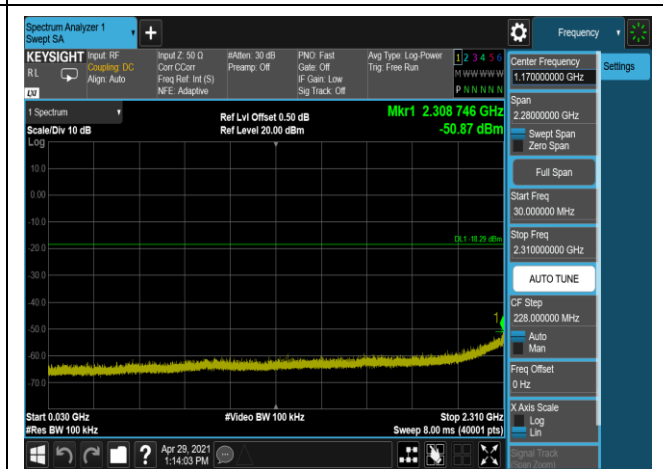 Spectrum Analyzer 1
Swept SA
+
Frequency
KEYSIGHT
RL
LXI
Input: RF
Coupling: DC
Align: Auto
Input Z: 50 Ω
Corr CCorr
Freq Ref: Int (S)
NFE: Adaptive
#Atten: 30 dB
Preamp: Off
PNO: Fast
Gate: Off
IF Gain: Low
Sig Track: Off
Avg Type: Log-Power
Trig: Free Run
1 2 3 4 5 6
M W W W W W
P N N N N N
Center Frequency
1.170000000 GHz
Settings
1 Spectrum
Scale/Div 10 dB
Log
Ref Lvl Offset 0.50 dB
Ref Level 20.00 dBm
Mkr1 2.308 746 GHz
-50.87 dBm
Span
2.28000000 GHz
Swept Span
Zero Span
Full Span
Start Freq
30.000000 MHz
Stop Freq
2.310000000 GHz
AUTO TUNE
CF Step
228.000000 MHz
Auto
Man
Freq Offset
0 Hz
X Axis Scale
Log
Lin
Signal Track
(Span Zoom)
10.0
0.00
-10.0
-20.0
-30.0
-40.0
-50.0
-60.0
-70.0
DL1 -18.29 dBm
1
Start 0.030 GHz
#Res BW 100 kHz
#Video BW 100 kHz
Stop 2.310 GHz
Sweep 8.00 ms (40001 pts)
?
Apr 29, 2021
1:14:03 PM